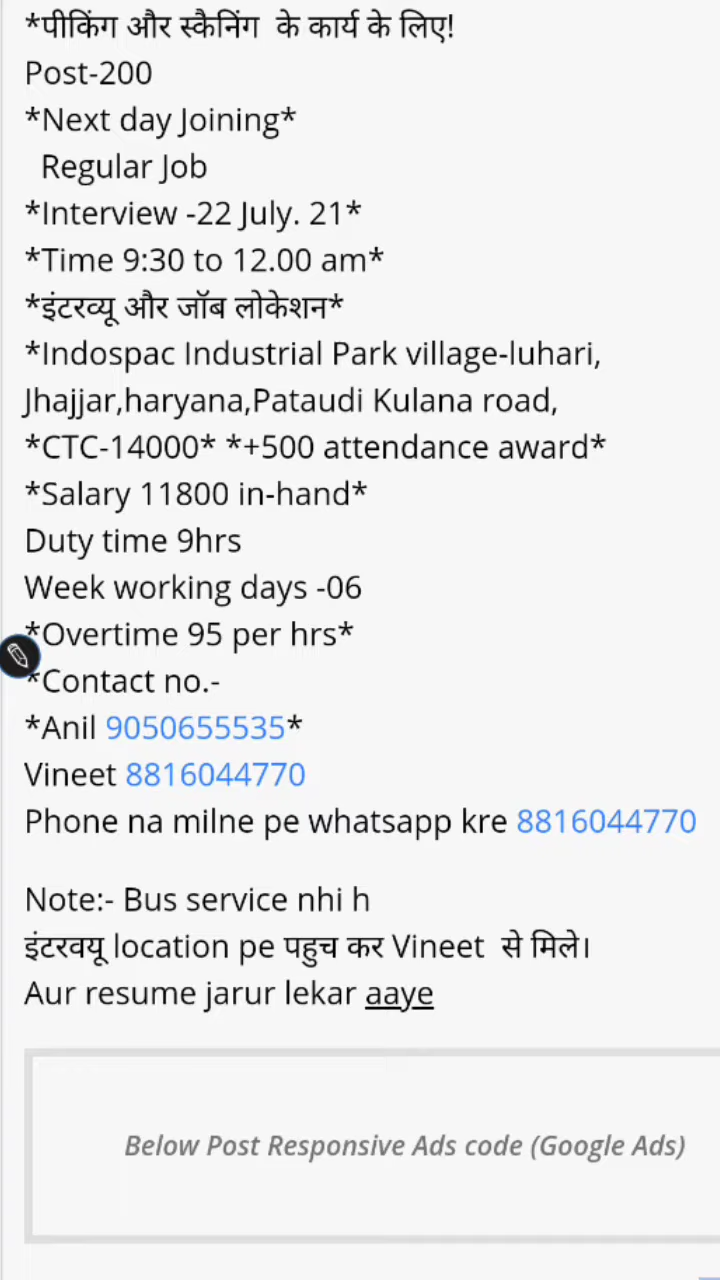 *पीकिंग और स्कैनिंग के कार्य के लिए!
Post-200
*Next day Joining*
Regular Job
*Interview -22 July. 21*
*Time 9:30 to 12.00 am*
*इंटरव्यू और जॉब लोकेशन*
*Indospac Industrial Park village-luhari,
Jhajjar,haryana,Pataudi Kulana road,
*CTC-14000* *+500 attendance award*
*Salary 11800 in-hand*
Duty time 9hrs
Week working days -06
*Overtime 95 per hrs*
*Contact no.-
*Anil 9050655535*
Vineet 8816044770
Phone na milne pe whatsapp kre 8816044770
Note:- Bus service nhi h
इंटरवयू location pe पहुच कर Vineet से मिले।
Aur resume jarur lekar aaye
Below Post Responsive Ads code (Google Ads)